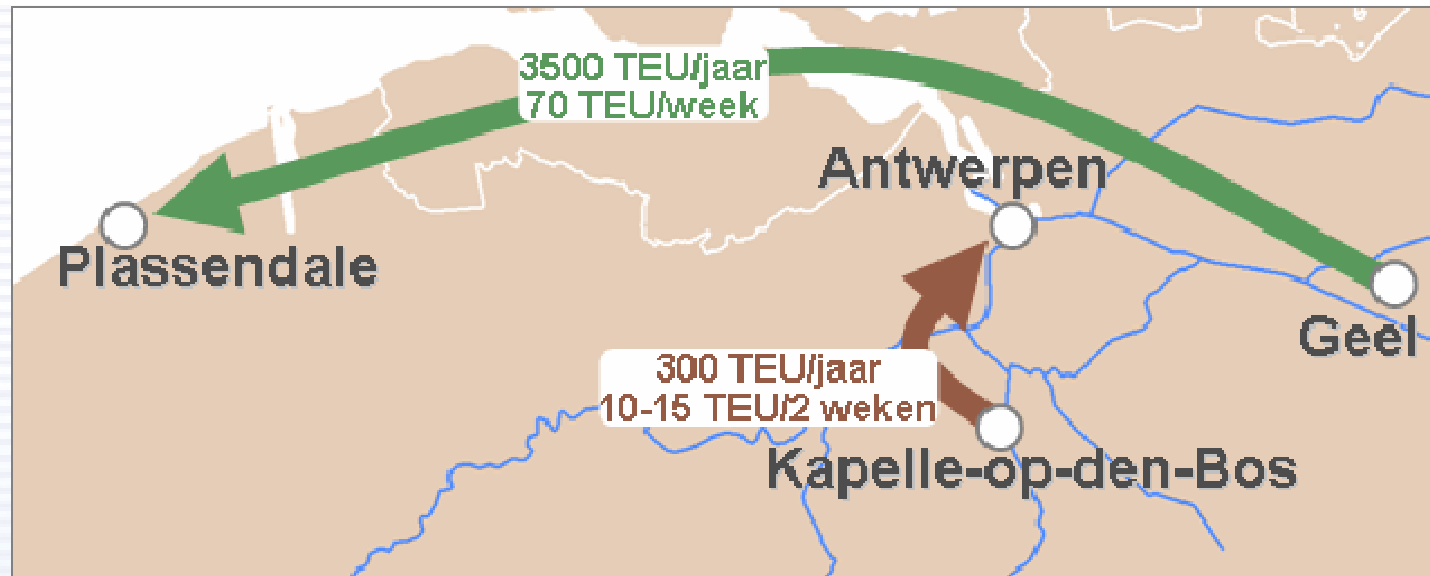 3500 TEU/jaar
70 TEU/week
Antwerpen
Plassendale
Geel
300 TEU/jaar
10-15 TEU/2 weken
Kapelle-op-den-Bos